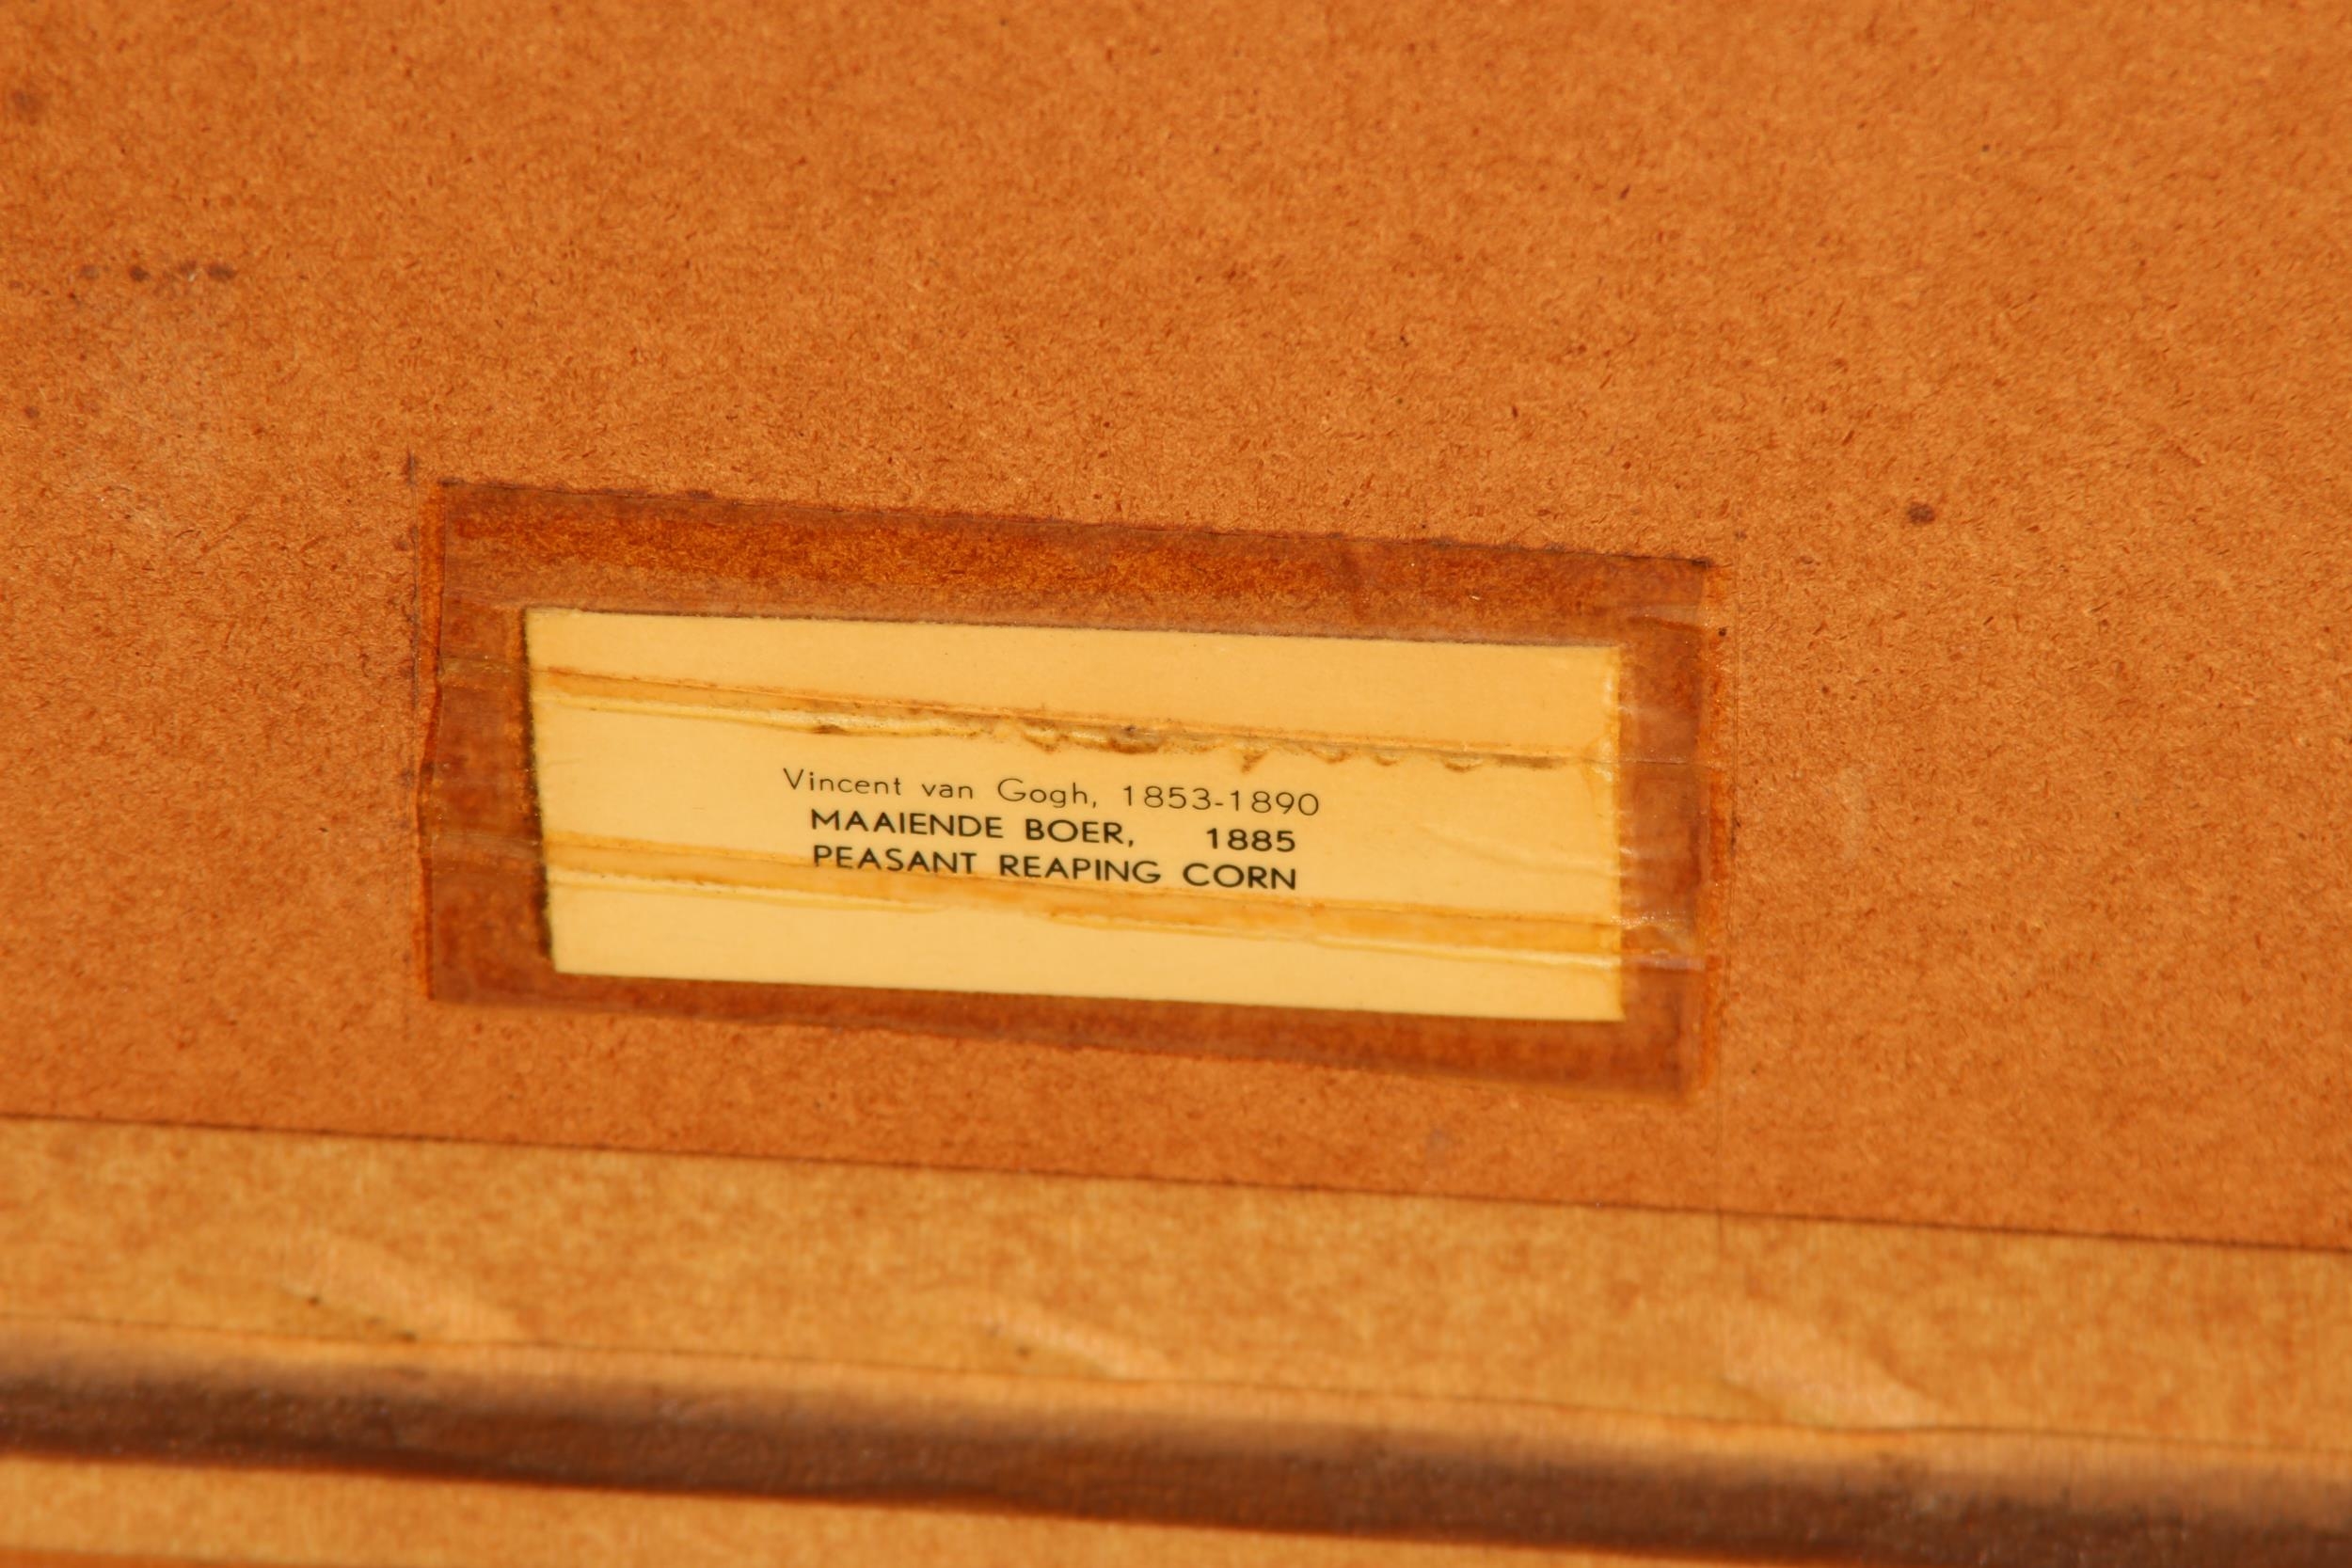 Vincent van Gogh, 1853-1890
MAAIENDE BOER, 1885
PEASANT REAPING CORN